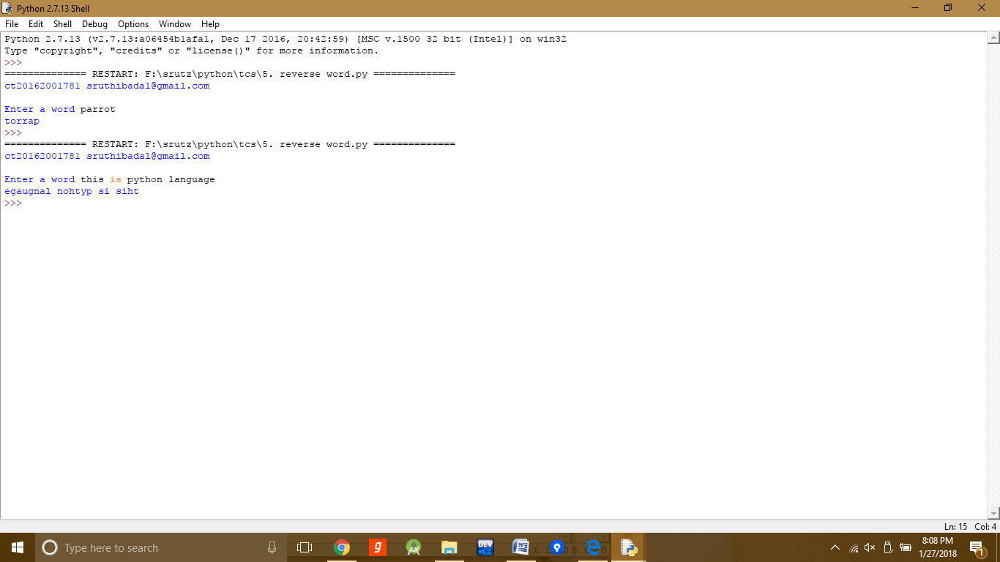 Python 2.7.13 Shell
File Edit Shell Debug Options Window Help
Python 2.7.13 (v2.7.13:a06454b1afa1, Dec 17 2016, 20:42:59) [MSC v.1500 32 bit (Intel)] on win32
Type "copyright", "credits" or "license()" for more information.
>>>
============== RESTART: F:\srutz\python\tcs\5. reverse word.py ==============
ct20162001781 sruthibadal@gmail.com
Enter a word parrot
torrap
>>>
============== RESTART: F:\srutz\python\tcs\5. reverse word.py ==============
ct20162001781 sruthibadal@gmail.com
Enter a word this is python language
egaugnal nohtyp si siht
>>>
Ln: 15 Col: 4
Type here to search
g
DEV
W
8:08 PM
1/27/2018
1